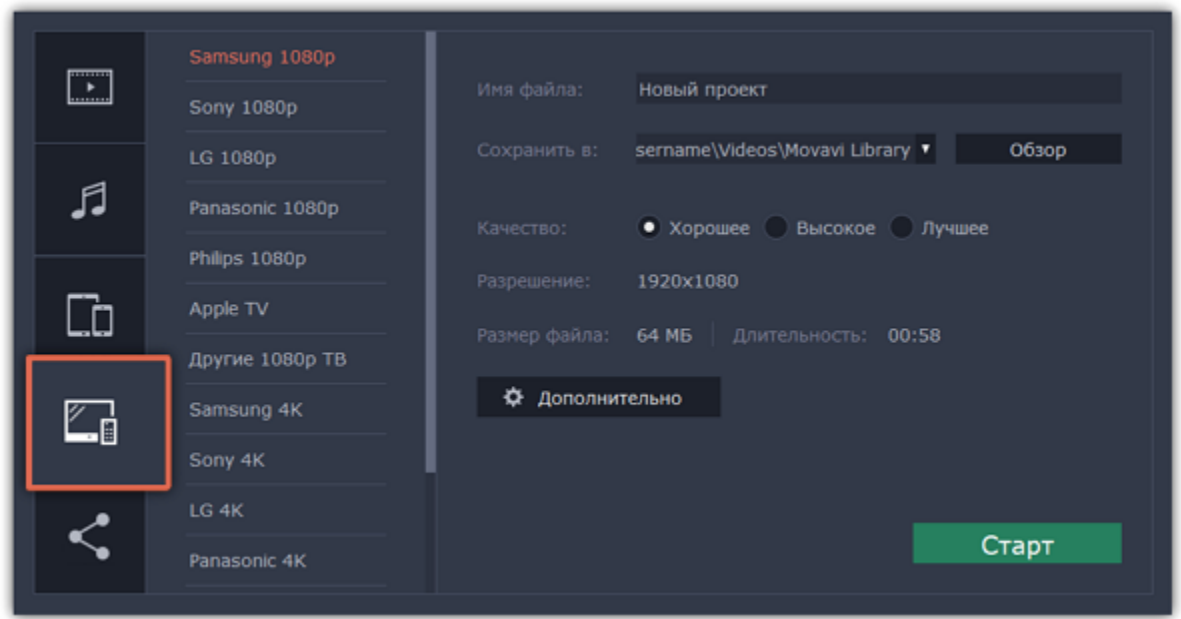 Samsung 1080p
Sony 1080p
LG 1080p
Panasonic 1080p
Philips 1080p
Apple TV
Другие 1080p ТВ
Samsung 4K
Sony 4K
LG 4K
Panasonic 4K
Имя файла: Новый проект
Сохранить в: sername\Videos\Movavi Library Обзор
Качество: Хорошее Высокое Лучшее
Разрешение: 1920x1080
Размер файла: 64 МБ Длительность: 00:58
Дополнительно
Старт